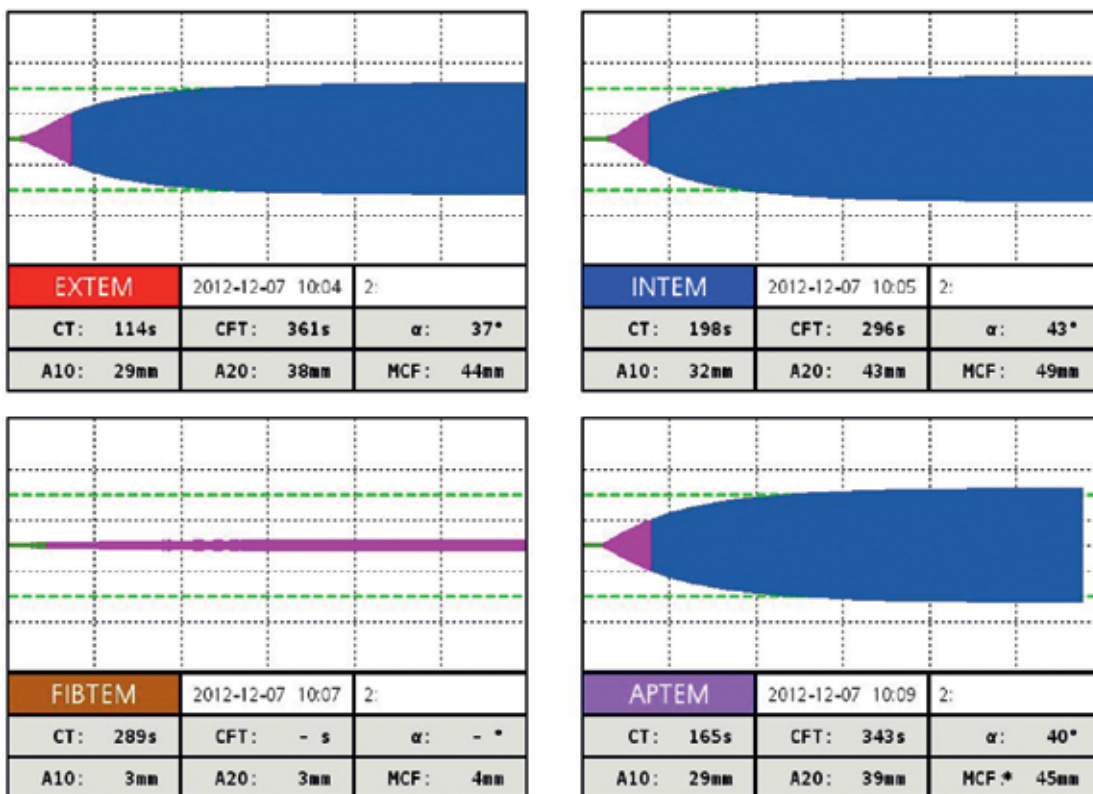 EXTEM 2012-12-07 10:04 2:
CT: 114s CFT: 361s α: 37°
A10: 29mm A20: 38mm MCF: 44mm
INTEM 2012-12-07 10:05 2:
CT: 198s CFT: 296s α: 43°
A10: 32mm A20: 43mm MCF: 49mm
FIBTEM 2012-12-07 10:07 2:
CT: 289s CFT: - s α: - °
A10: 3mm A20: 3mm MCF: 4mm
APTEM 2012-12-07 10:09 2:
CT: 165s CFT: 343s α: 40°
A10: 29mm A20: 39mm MCF:* 45mm